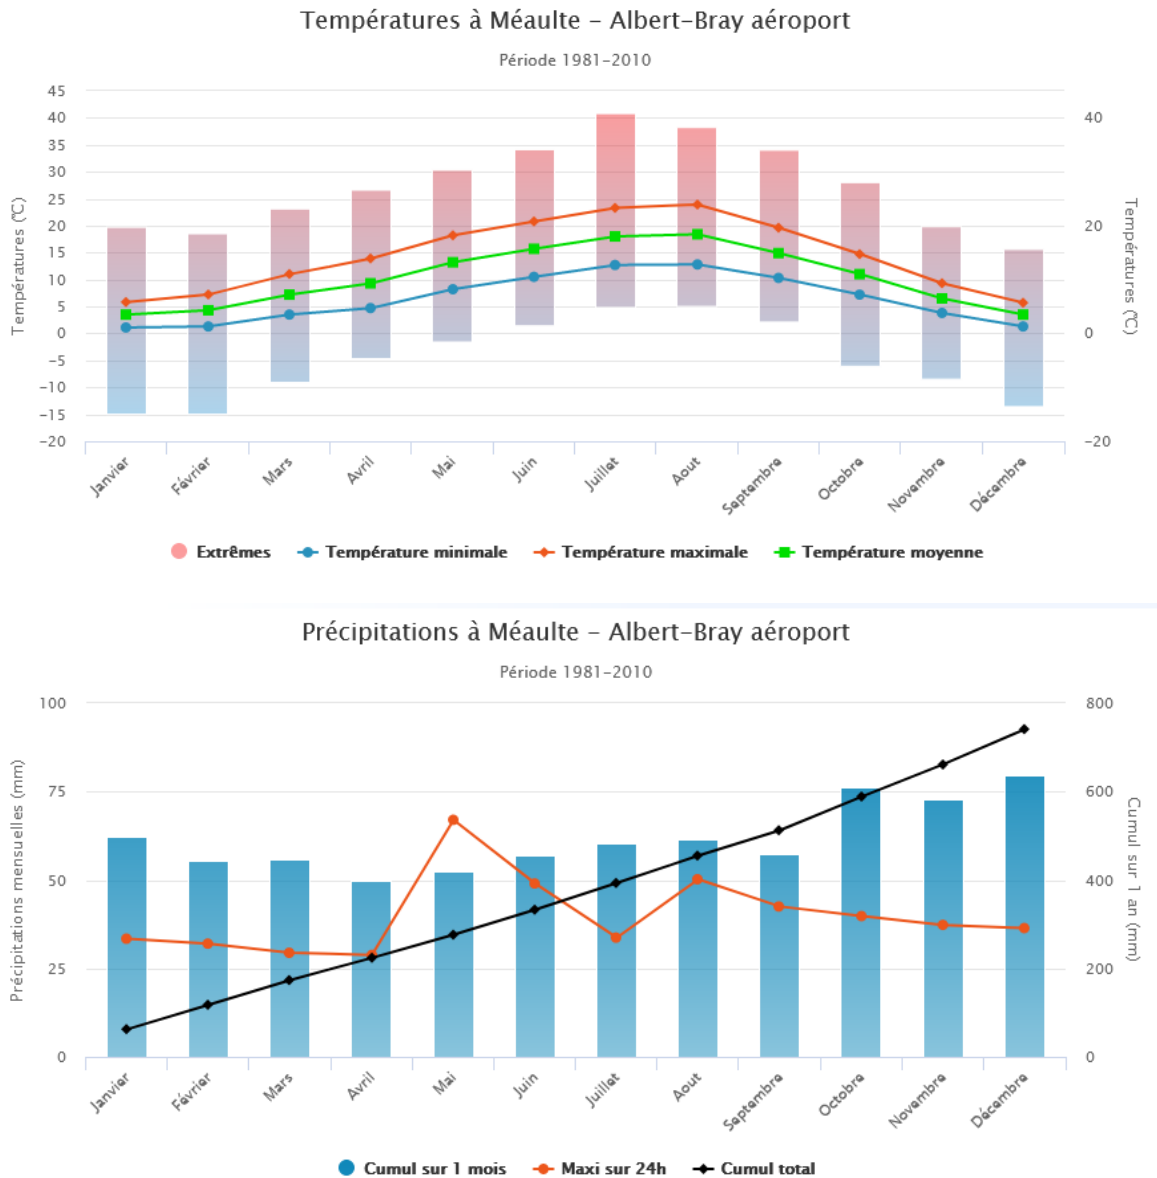 Températures à Méaulte - Albert-Bray aéroport
Période 1981-2010
Températures (°C)
45
40
35
30
25
20
15
10
5
0
-5
-10
-15
-20
40
20
0
-20
Températures (°C)
Janvier
Février
Mars
Avril
Mai
Juin
Juillet
Aout
Septembre
Octobre
Novembre
Décembre
Extrêmes Température minimale Température maximale Température moyenne
Précipitations à Méaulte - Albert-Bray aéroport
Période 1981-2010
Précipitations mensuelles (mm)
100
75
50
25
0
800
600
400
200
0
Cumul sur 1 an (mm)
Janvier
Février
Mars
Avril
Mai
Juin
Juillet
Aout
Septembre
Octobre
Novembre
Décembre
Cumul sur 1 mois Maxi sur 24h Cumul total